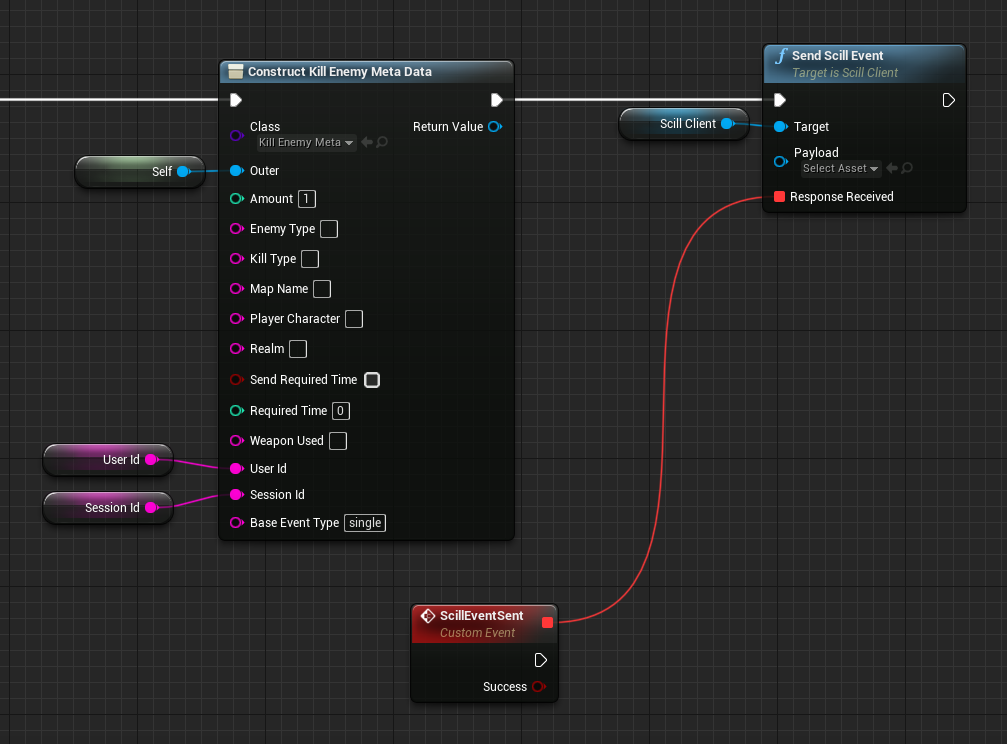 Construct Kill Enemy Meta Data
Class
Kill Enemy Meta
Return Value
Self
Outer
Amount 1
Enemy Type
Kill Type
Map Name
Player Character
Realm
Send Required Time
Required Time 0
Weapon Used
User Id
User Id
Session Id
Session Id
Base Event Type single
f Send Scill Event
Target is Scill Client
Scill Client
Target
Payload
Select Asset
Response Received
ScillEventSent
Custom Event
Success